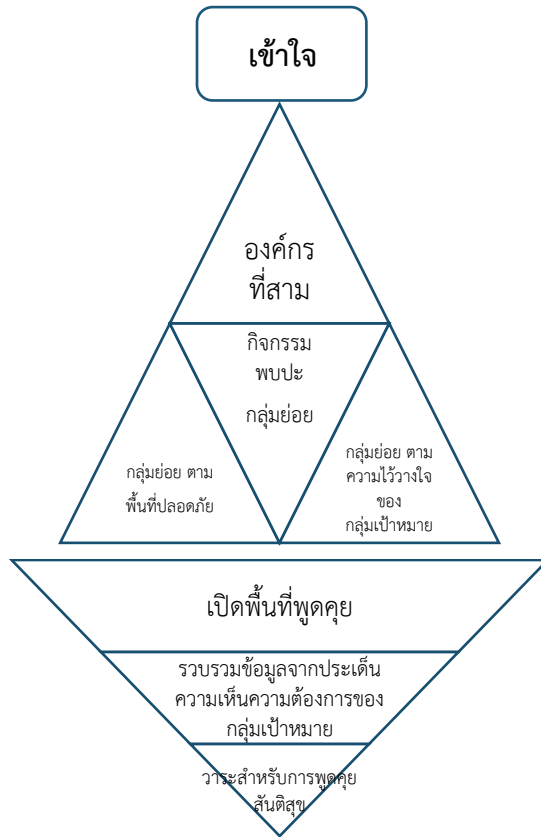 เข้าใจ
องค์กร
ที่สาม
กิจกรรม
พบปะ
กลุ่มย่อย
กลุ่มย่อย ตาม
พื้นที่ปลอดภัย
กลุ่มย่อย ตาม
ความไว้วางใจ
ของ
กลุ่มเป้าหมาย
เปิดพื้นที่พูดคุย
รวบรวมข้อมูลจากประเด็น
ความเห็นความต้องการของ
กลุ่มเป้าหมาย
วาระสำหรับการพูดคุย
สันติสุข